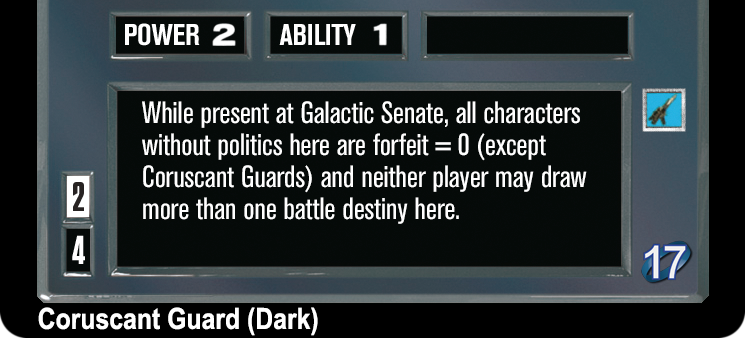 POWER 2 ABILITY 1
While present at Galactic Senate, all characters
without politics here are forfeit = 0 (except
Coruscant Guards) and neither player may draw
more than one battle destiny here.
2
4
17
Coruscant Guard (Dark)